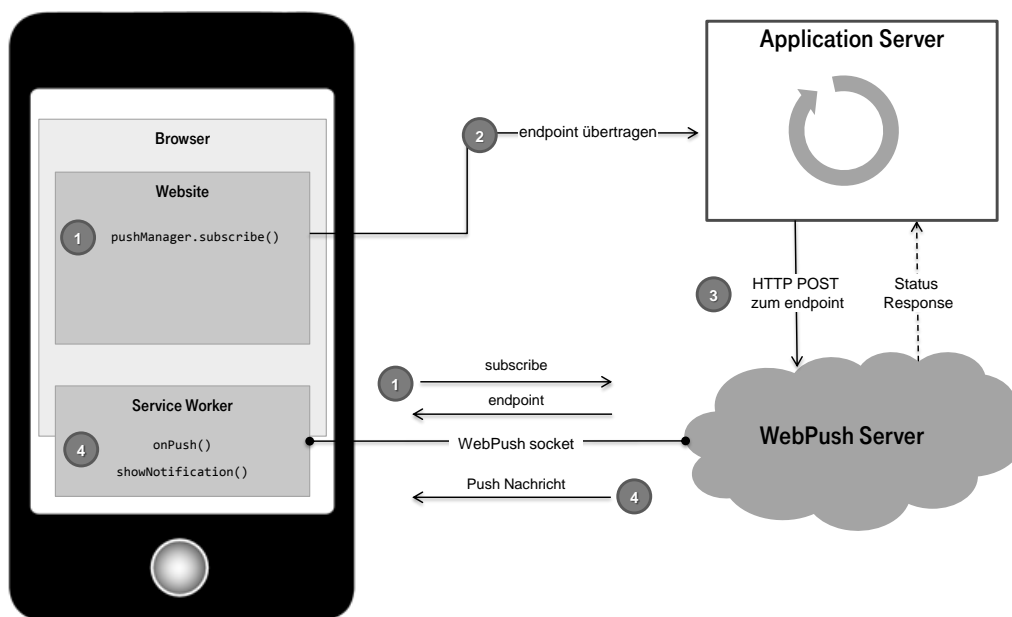 Application Server
Browser
2
endpoint übertragen
Website
1
pushManager.subscribe()
3
HTTP POST
zum endpoint
Status
Response
1
subscribe
endpoint
Service Worker
4
onPush()
showNotification()
WebPush socket
WebPush Server
Push Nachricht
4